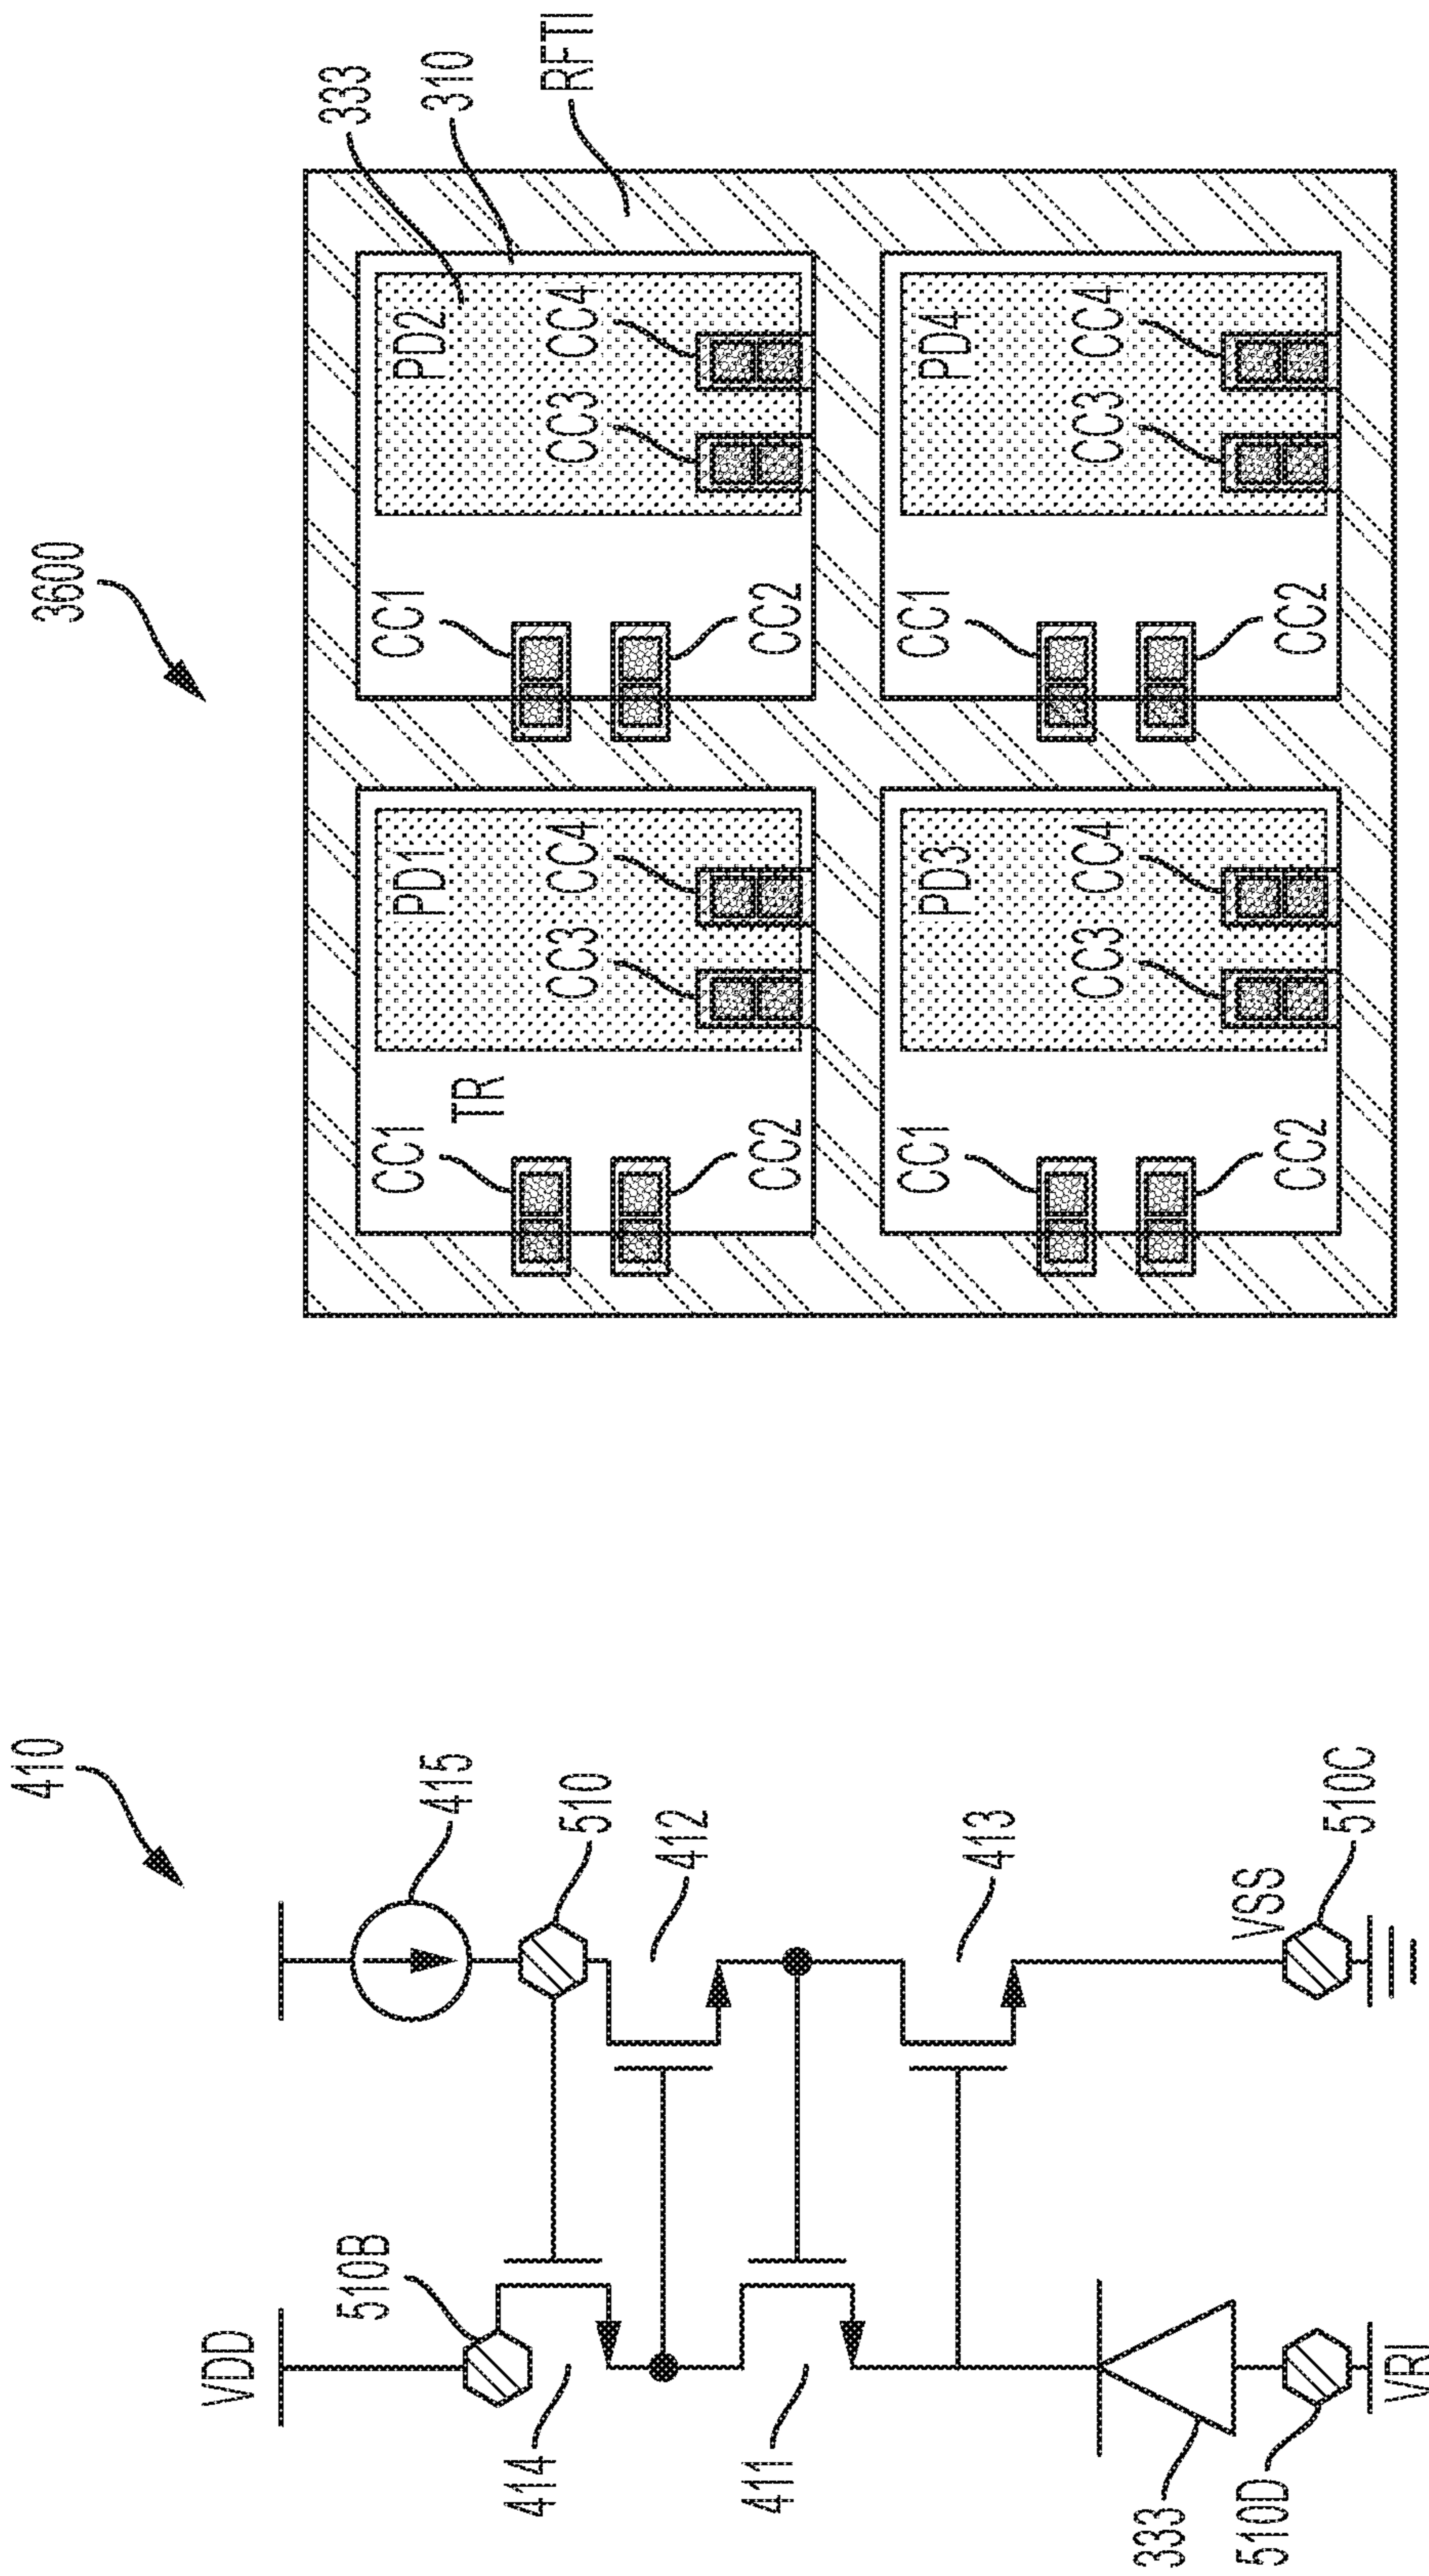 3600
333
310
RFTI
PD2
CC4
CC3
CC1
CC2
PD4
CC4
CC3
CC1
CC2
PD1
CC4
CC3
TR
CC1
CC2
PD3
CC4
CC3
CC1
CC2
410
415
510
412
413
VSS
510C
VDD
510B
414
411
333
510D
VRI